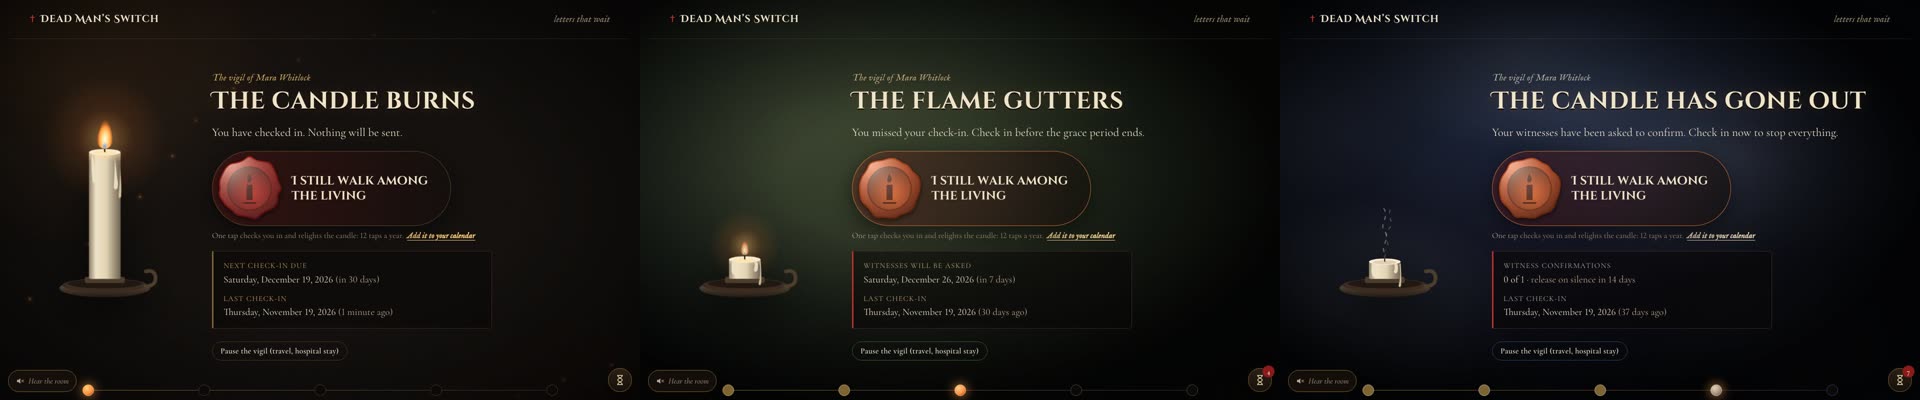 † DEAD MAN'S SWITCH
letters that wait
The vigil of Mara Whitlock
THE CANDLE BURNS
You have checked in. Nothing will be sent.
I STILL WALK AMONG
THE LIVING
One tap checks you in and relights the candle: 12 taps a year. Add it to your calendar
NEXT CHECK-IN DUE
Saturday, December 19, 2026 (in 30 days)
LAST CHECK-IN
Thursday, November 19, 2026 (1 minute ago)
Pause the vigil (travel, hospital stay)
Hear the room
† DEAD MAN'S SWITCH
letters that wait
The vigil of Mara Whitlock
THE FLAME GUTTERS
You missed your check-in. Check in before the grace period ends.
I STILL WALK AMONG
THE LIVING
One tap checks you in and relights the candle: 12 taps a year. Add it to your calendar
WITNESSES WILL BE ASKED
Saturday, December 26, 2026 (in 7 days)
LAST CHECK-IN
Thursday, November 19, 2026 (30 days ago)
Pause the vigil (travel, hospital stay)
Hear the room
4
† DEAD MAN'S SWITCH
letters that wait
The vigil of Mara Whitlock
THE CANDLE HAS GONE OUT
Your witnesses have been asked to confirm. Check in now to stop everything.
I STILL WALK AMONG
THE LIVING
One tap checks you in and relights the candle: 12 taps a year. Add it to your calendar
WITNESS CONFIRMATIONS
0 of 1 · release on silence in 14 days
LAST CHECK-IN
Thursday, November 19, 2026 (37 days ago)
Pause the vigil (travel, hospital stay)
Hear the room
7